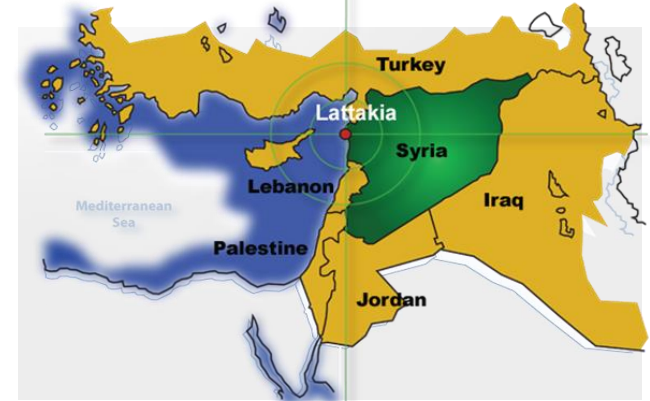 Turkey
Lattakia
Syria
Lebanon
Iraq
Mediterranean
Sea
Palestine
Jordan